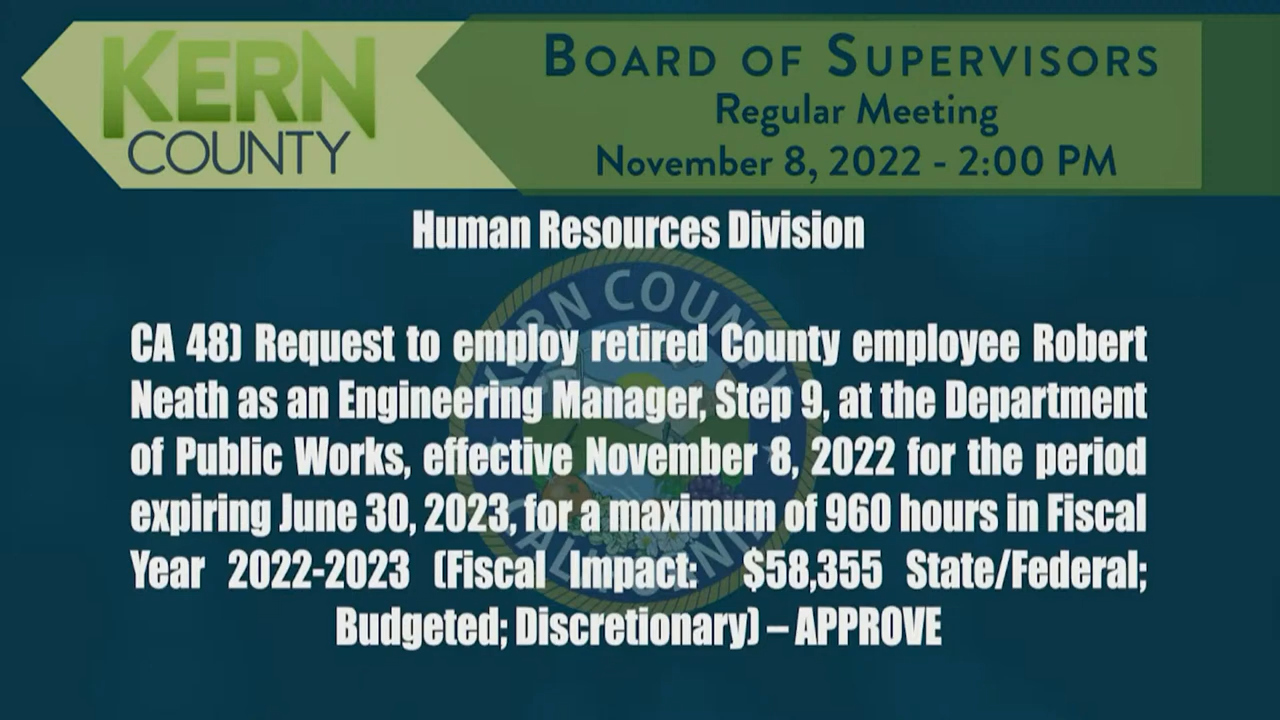 KERN
COUNTY
BOARD OF SUPERVISORS
Regular Meeting
November 8, 2022 - 2:00 PM
Human Resources Division
KERN COUNTY
CALIFORNIA
CA 48) Request to employ retired County employee Robert
Neath as an Engineering Manager, Step 9, at the Department
of Public Works, effective November 8, 2022 for the period
expiring June 30, 2023, for a maximum of 960 hours in Fiscal
Year 2022-2023 (Fiscal Impact: $58,355 State/Federal;
Budgeted; Discretionary) – APPROVE